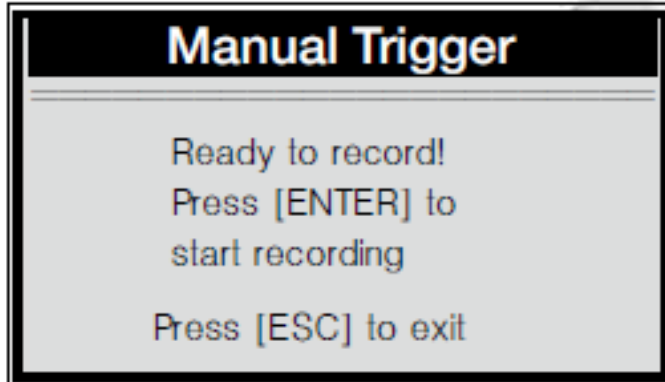 Manual Trigger
Ready to record!
Press [ENTER] to
start recording
Press [ESC] to exit